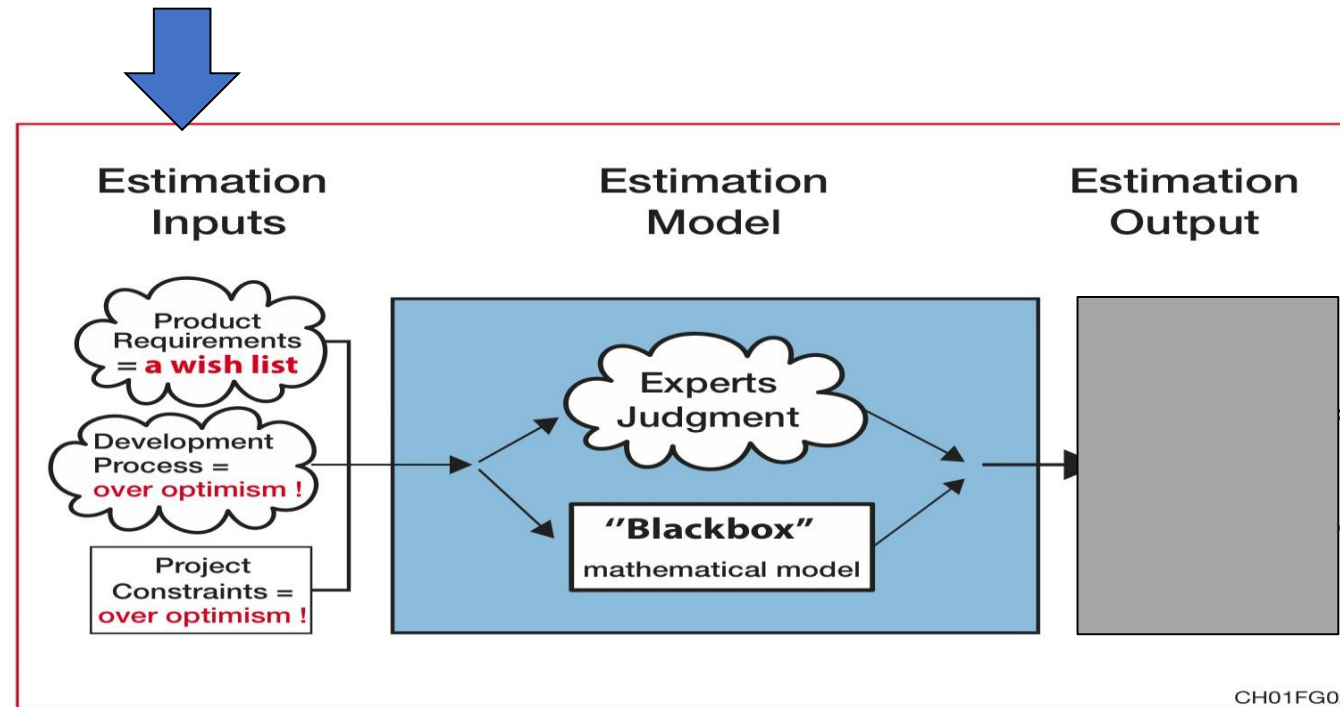 Estimation
Inputs
Estimation
Model
Estimation
Output
Product
Requirements
= a wish list
Development
Process =
over optimism !
Project
Constraints =
over optimism !
Experts
Judgment
"Blackbox"
mathematical model
CH01FG0